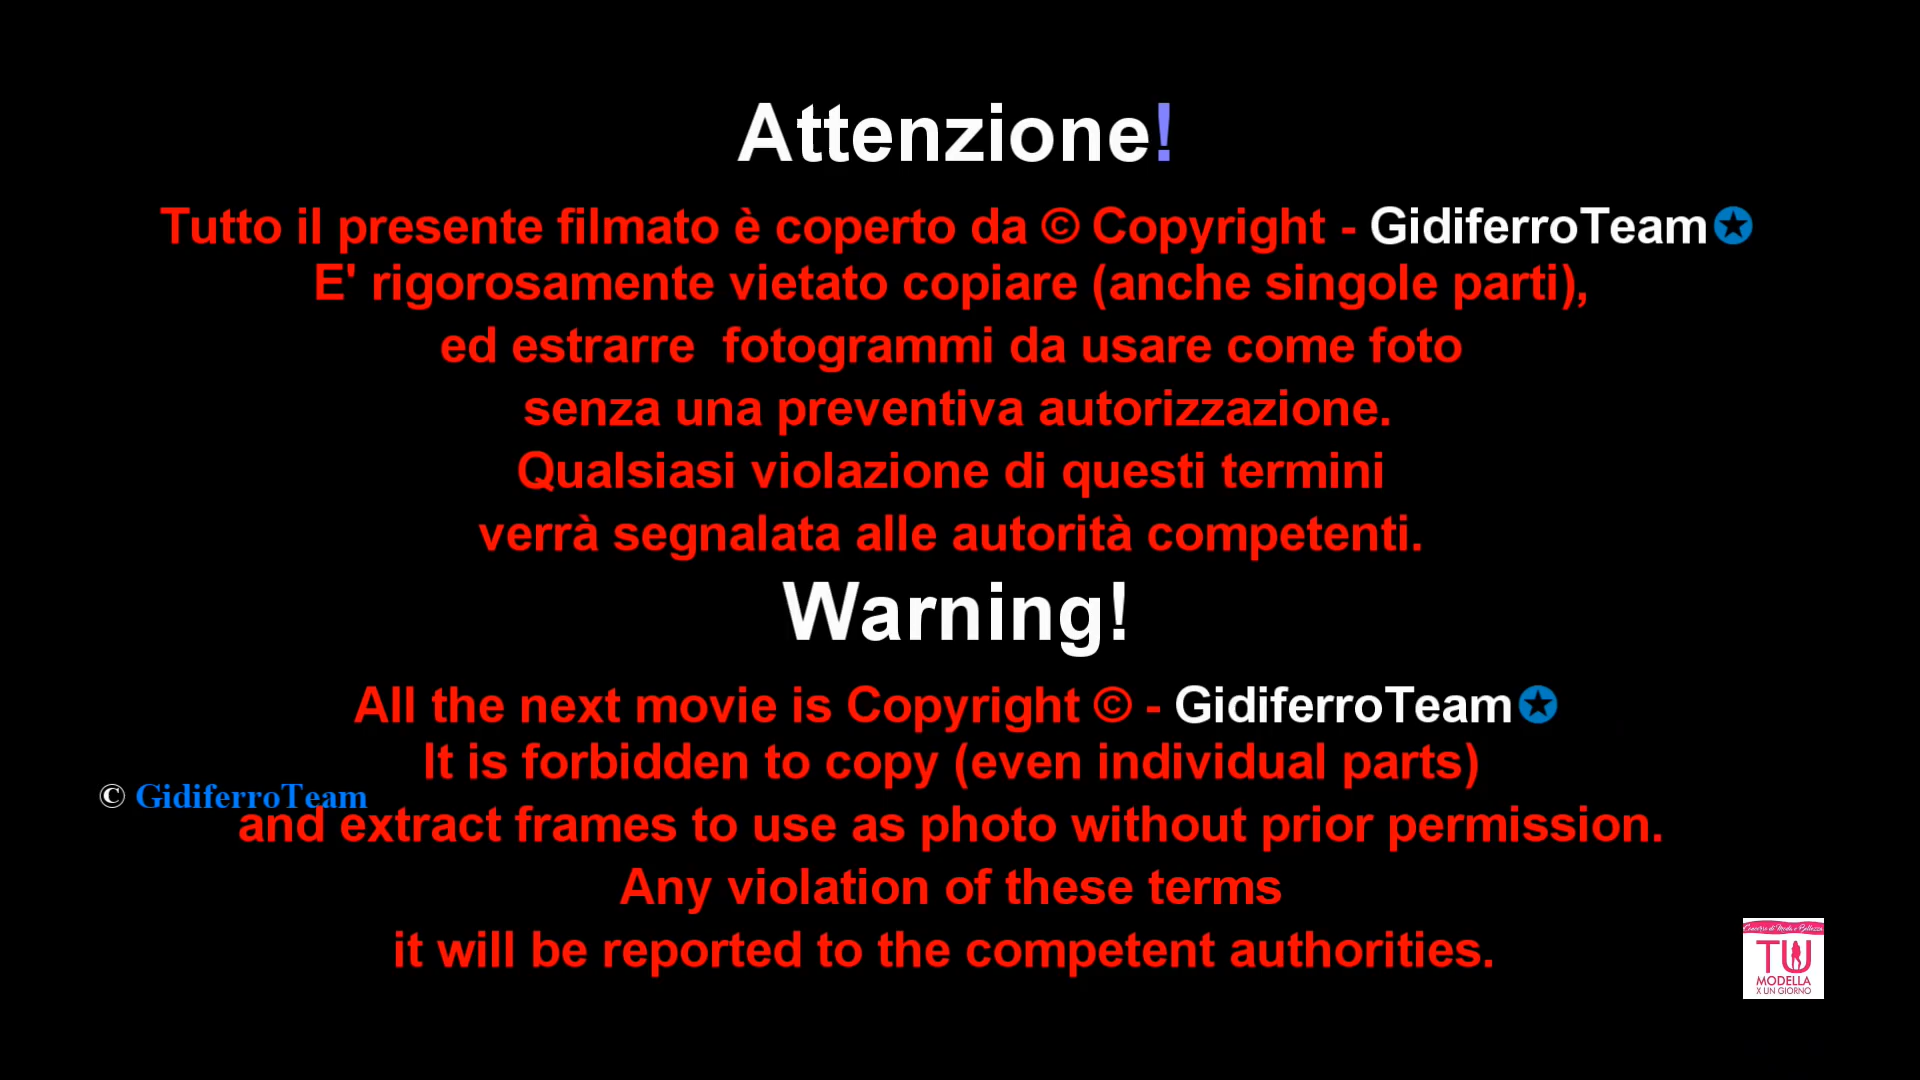 Attenzione!
Tutto il presente filmato è coperto da © Copyright - GidiferroTeam✪
E' rigorosamente vietato copiare (anche singole parti),
ed estrarre  fotogrammi da usare come foto
senza una preventiva autorizzazione.
Qualsiasi violazione di questi termini
verrà segnalata alle autorità competenti.
Warning!
All the next movie is Copyright © - GidiferroTeam✪
It is forbidden to copy (even individual parts)
© GidiferroTeam
and extract frames to use as photo without prior permission.
Any violation of these terms
it will be reported to the competent authorities.
Concorso di Moda e Bellezza
TU
MODELLA
X UN GIORNO